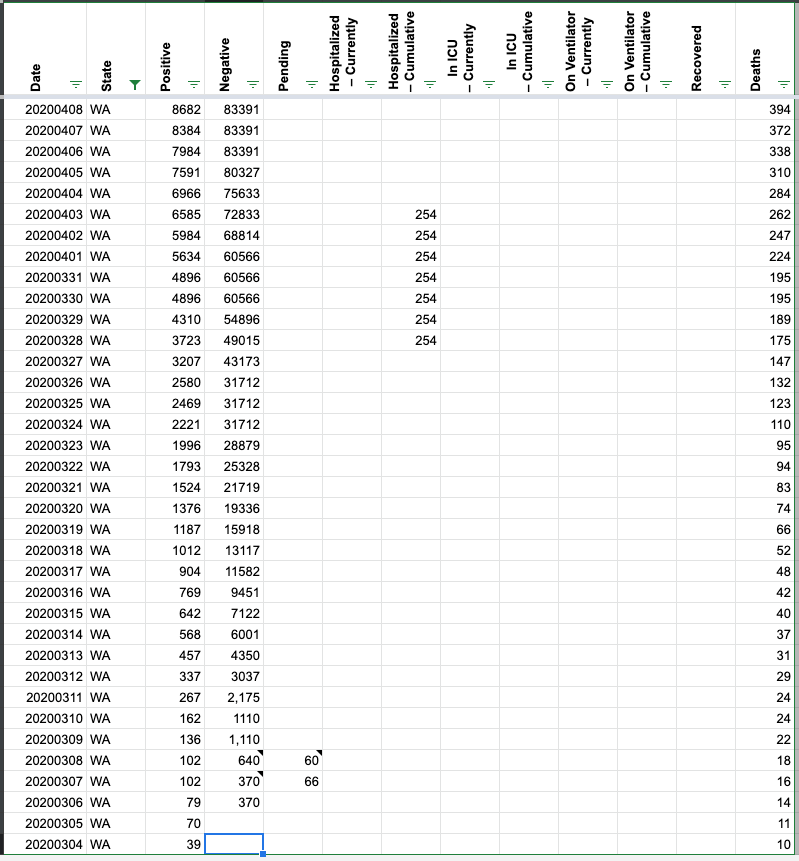 Date State Positive Negative Pending Hospitalized – Currently Hospitalized – Cumulative In ICU – Currently In ICU – Cumulative On Ventilator – Currently On Ventilator – Cumulative Recovered Deaths
20200408 WA 8682 83391 394
20200407 WA 8384 83391 372
20200406 WA 7984 83391 338
20200405 WA 7591 80327 310
20200404 WA 6966 75633 284
20200403 WA 6585 72833 254 262
20200402 WA 5984 68814 254 247
20200401 WA 5634 60566 254 224
20200331 WA 4896 60566 254 195
20200330 WA 4896 60566 254 195
20200329 WA 4310 54896 254 189
20200328 WA 3723 49015 254 175
20200327 WA 3207 43173 147
20200326 WA 2580 31712 132
20200325 WA 2469 31712 123
20200324 WA 2221 31712 110
20200323 WA 1996 28879 95
20200322 WA 1793 25328 94
20200321 WA 1524 21719 83
20200320 WA 1376 19336 74
20200319 WA 1187 15918 66
20200318 WA 1012 13117 52
20200317 WA 904 11582 48
20200316 WA 769 9451 42
20200315 WA 642 7122 40
20200314 WA 568 6001 37
20200313 WA 457 4350 31
20200312 WA 337 3037 29
20200311 WA 267 2,175 24
20200310 WA 162 1110 24
20200309 WA 136 1,110 22
20200308 WA 102 640 60 18
20200307 WA 102 370 66 16
20200306 WA 79 370 14
20200305 WA 70 11
20200304 WA 39 10